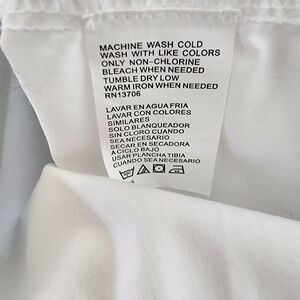 MACHINE WASH COLD
WASH WITH LIKE COLORS
ONLY NON-CHLORINE
BLEACH WHEN NEEDED
TUMBLE DRY LOW
WARM IRON WHEN NEEDED
RN13706
LAVAR EN AGUA FRIA
LAVAR CON COLORES
SIMILARES
SOLO BLANQUEADOR
SIN CLORO CUANDO
SEA NECESARIO
SECAR EN SECADORA
A CICLO BAJO
USAR PLANCHA TIBIA
CUANDO SEA NECESARIO